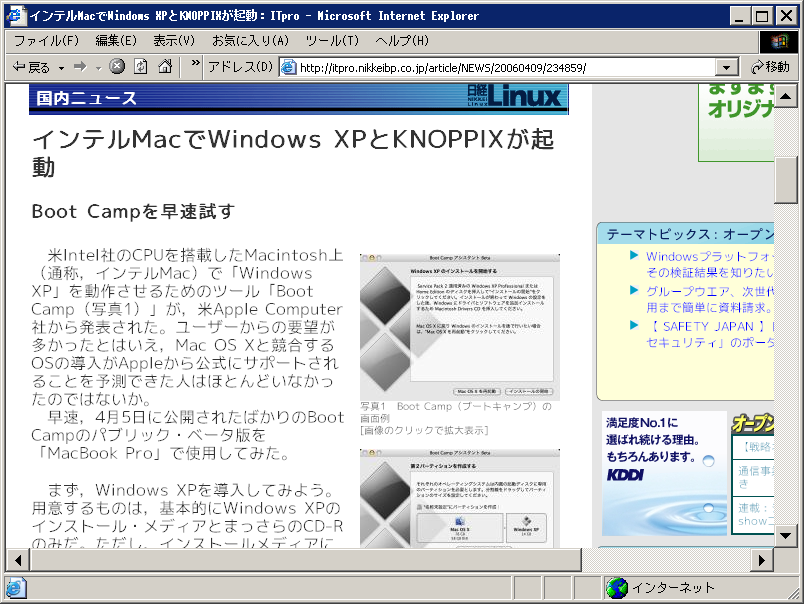 インテルMacでWindows XPとKNOPPIXが起動 : ITpro - Microsoft Internet Explorer
ファイル(F) 編集(E) 表示(V) お気に入り(A) ツール(T) ヘルプ(H)
戻る » アドレス(D) http://itpro.nikkeibp.co.jp/article/NEWS/20060409/234859/ 移動
国内ニュース
日経 Linux
インテルMacでWindows XPとKNOPPIXが起
動
Boot Campを早速試す
米Intel社のCPUを搭載したMacintosh上
（通称，インテルMac）で「Windows
XP」を動作させるためのツール「Boot
Camp（写真1）」が，米Apple Computer
社から発表された。ユーザーからの要望が
多かったとはいえ，Mac OS Xと競合する
OSの導入がAppleから公式にサポートされ
ることを予測できた人はほとんどいなかっ
たのではないか。
早速，4月5日に公開されたばかりのBoot
Campのパブリック・ベータ版を
「MacBook Pro」で使用してみた。
まず，Windows XPを導入してみよう。
用意するものは，基本的にWindows XPの
インストール・メディアとまっさらのCD-R
のみだ。ただし，インストールメディアに
Boot Camp アシスタント Beta
Windows XP のインストールを開始する
Mac OS X を再起動
インストールの開始
写真1 Boot Camp（ブートキャンプ）の
画面例
[画像のクリックで拡大表示]
Boot Camp アシスタント Beta
第2パーティションを作成する
Mac OS X
Windows XP
ますます
オリジナ
テーマトピックス : オープン
Windowsプラットフォ
その検証結果を知りたい
グループウエア、次世代
用まで簡単に資料請求。
【 SAFETY JAPAN 】
セキュリティ」のポータ
満足度No.1に
選ばれ続ける理由。
もちろんあります。
KDDI
オープン
【戦略
通信事
き
連載：
showコ
インターネット